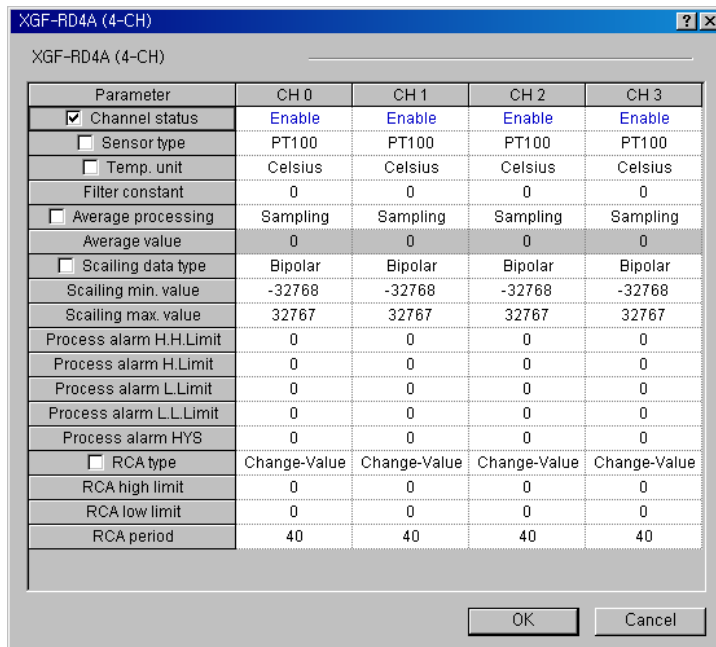 XGF-RD4A (4-CH)
XGF-RD4A (4-CH)
Parameter CH 0 CH 1 CH 2 CH 3
Channel status Enable Enable Enable Enable
Sensor type PT100 PT100 PT100 PT100
Temp. unit Celsius Celsius Celsius Celsius
Filter constant 0 0 0 0
Average processing Sampling Sampling Sampling Sampling
Average value 0 0 0 0
Scailing data type Bipolar Bipolar Bipolar Bipolar
Scailing min. value -32768 -32768 -32768 -32768
Scailing max. value 32767 32767 32767 32767
Process alarm H.H.Limit 0 0 0 0
Process alarm H.Limit 0 0 0 0
Process alarm L.Limit 0 0 0 0
Process alarm L.L.Limit 0 0 0 0
Process alarm HYS 0 0 0 0
RCA type Change-Value Change-Value Change-Value Change-Value
RCA high limit 0 0 0 0
RCA low limit 0 0 0 0
RCA period 40 40 40 40
OK Cancel